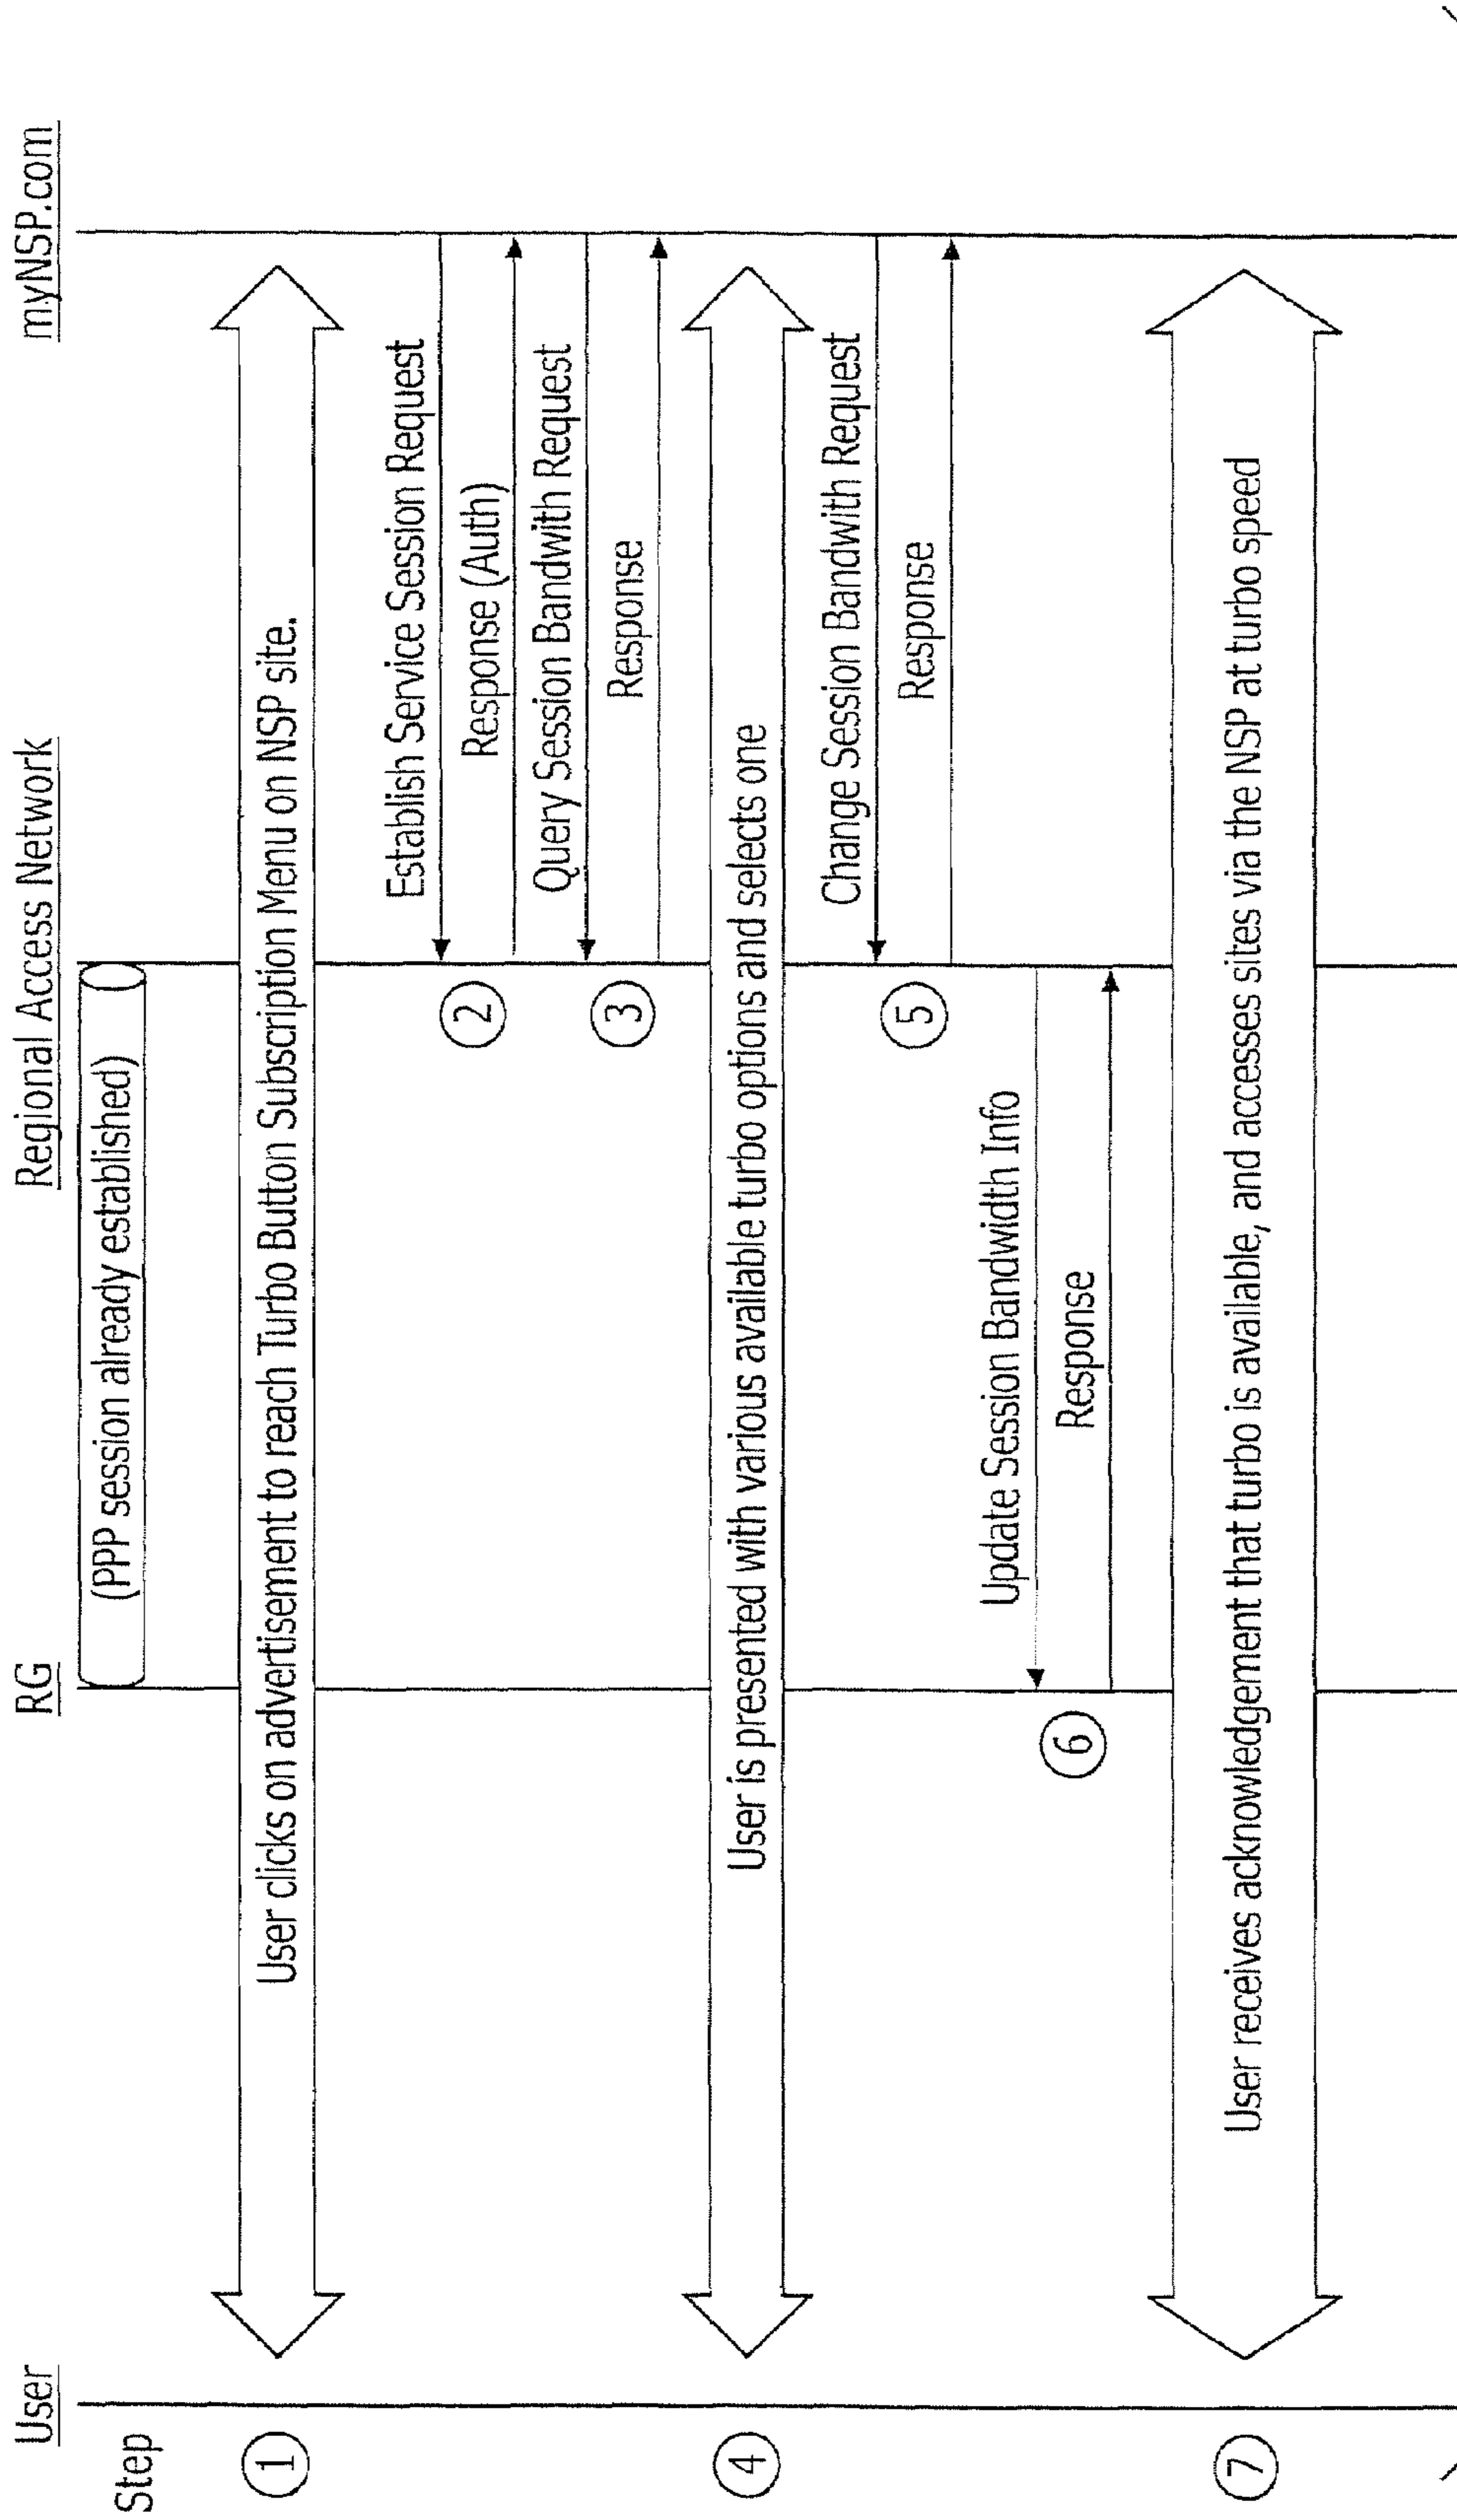 User
RG
Regional Access Network
myNSP.com
Step
(PPP session already established)
1
User clicks on advertisement to reach Turbo Button Subscription Menu on NSP site.
Establish Service Session Request
2
Response (Auth)
Query Session Bandwith Request
3
Response
4
User is presented with various available turbo options and selects one
Change Session Bandwith Request
5
Response
Update Session Bandwidth Info
6
Response
7
User receives acknowledgement that turbo is available, and accesses sites via the NSP at turbo speed